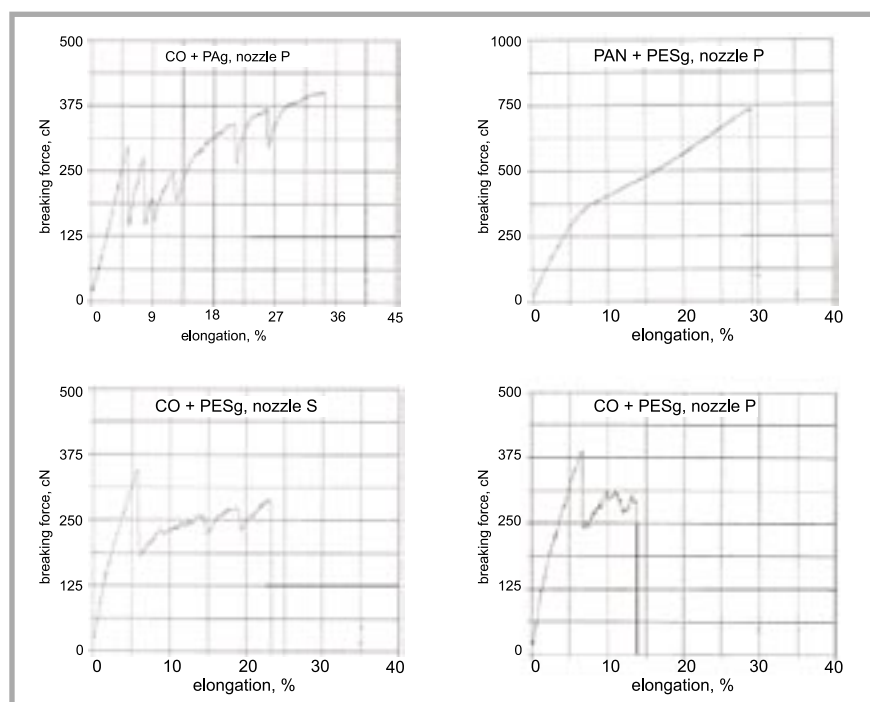 CO + PAg, nozzle P
breaking force, cN
500
375
250
125
0
0 9 18 27 36 45
elongation, %
PAN + PESg, nozzle P
breaking force, cN
1000
750
500
250
0
0 10 20 30 40
elongation, %
CO + PESg, nozzle S
breaking force, cN
500
375
250
125
0
0 10 20 30 40
elongation, %
CO + PESg, nozzle P
breaking force, cN
500
375
250
125
0
0 10 20 30 40
elongation, %